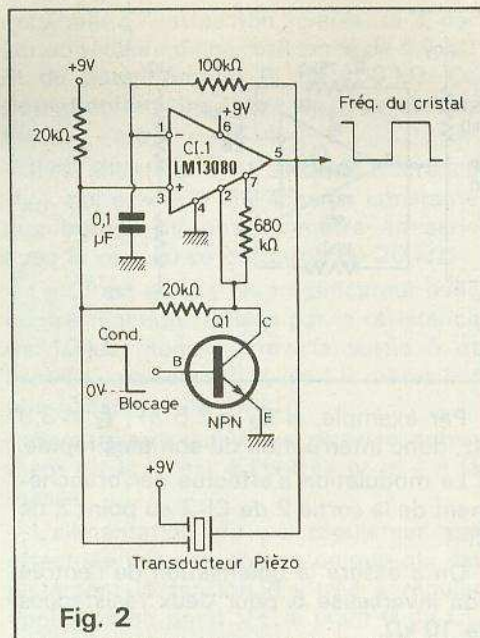 +9V
100kΩ
+9V
Fréq. du cristal
20kΩ
1
6
CI.1
LM13080
5
+
3
4
2
7
0,1
µF
680
kΩ
20kΩ
Q1
C
Cond.
B
0V
Blocage
E
NPN
+9V
Transducteur Pièzo
Fig. 2